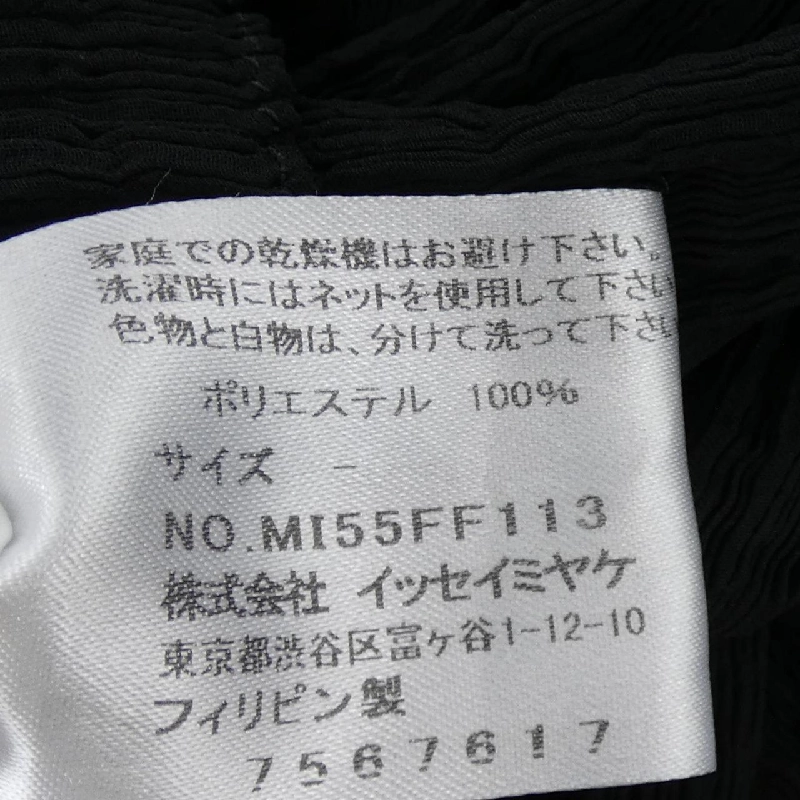 家庭での乾燥機はお避け下さい。
洗濯時にはネットを使用して下さい
色物と白物は、分けて洗って下さい
ポリエステル 100%
サイズ -
NO.MI55FF113
株式会社 イッセイミヤケ
東京都渋谷区富ヶ谷1-12-10
フィリピン製
7567617